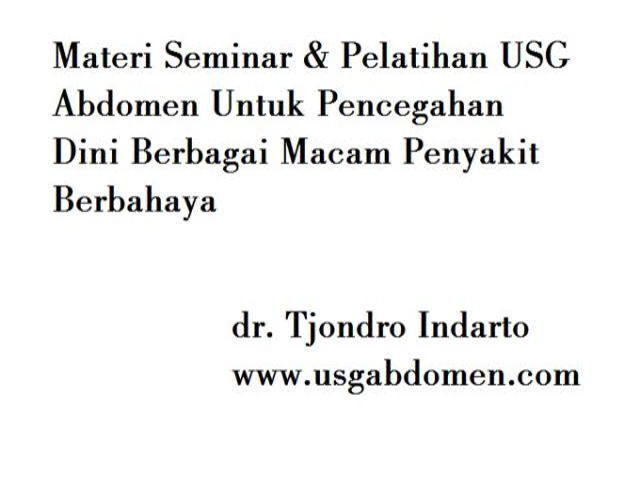 Materi Seminar & Pelatihan USG
Abdomen Untuk Pencegahan
Dini Berbagai Macam Penyakit
Berbahaya
dr. Tjondro Indarto
www.usgabdomen.com